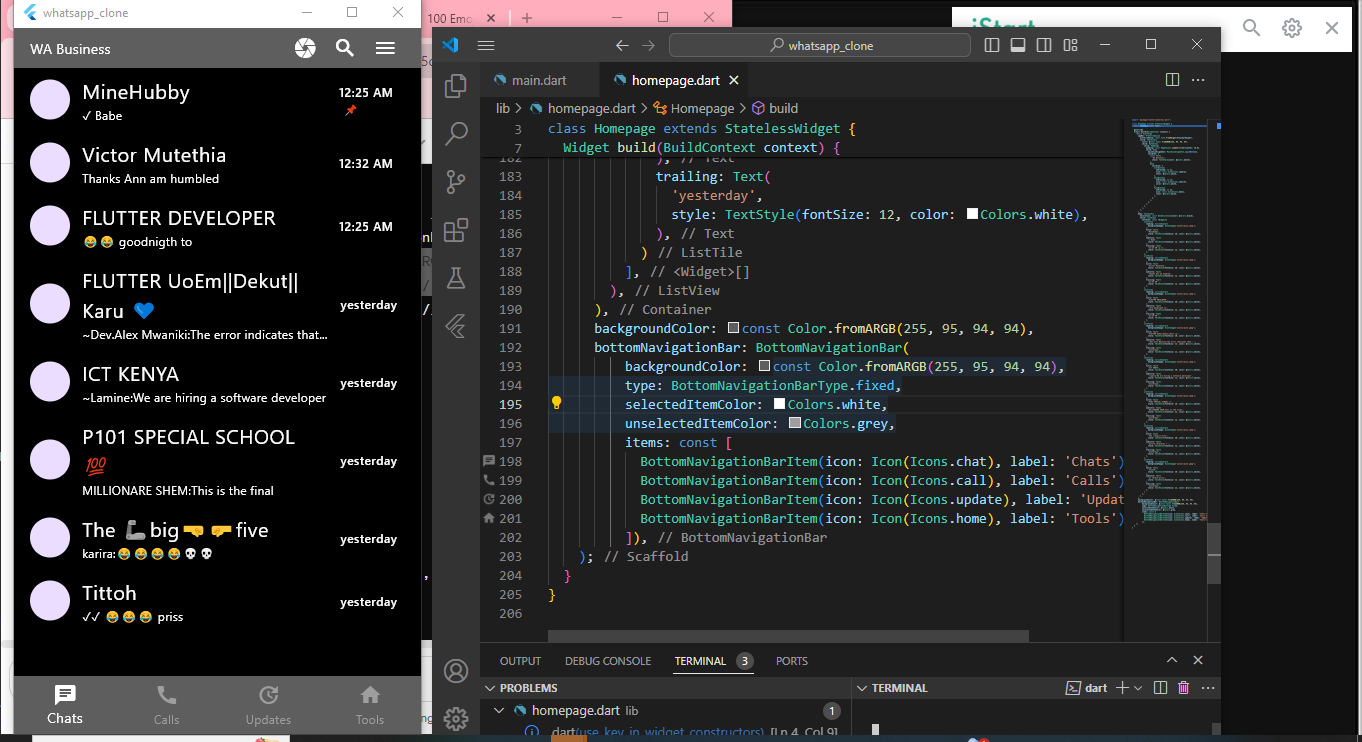 whatsapp_clone
100 Emo
iStart
WA Business
MineHubby
12:25 AM
✓ Babe
📌
Victor Mutethia
12:32 AM
Thanks Ann am humbled
FLUTTER DEVELOPER
12:25 AM
😂😂 goodnigth to
FLUTTER UoEm||Dekut||
Karu 💙
yesterday
~Dev.Alex Mwaniki:The error indicates that...
ICT KENYA
yesterday
~Lamine:We are hiring a software developer
P101 SPECIAL SCHOOL
💯
yesterday
MILLIONARE SHEM:This is the final
The 🦾big🤜🤛five
yesterday
karira:😂😂😂😂💀💀
Tittoh
yesterday
✓✓ 😂😂😂 priss
Chats
Calls
Updates
Tools
whatsapp_clone
main.dart
homepage.dart
lib > homepage.dart > Homepage > build
3 class Homepage extends StatelessWidget {
7 Widget build(BuildContext context) {
182 ), // Text
183 trailing: Text(
184 'yesterday',
185 style: TextStyle(fontSize: 12, color: Colors.white),
186 ), // Text
187 ) // ListTile
188 ], // <Widget>[]
189 ), // ListView
190 ), // Container
191 backgroundColor: const Color.fromARGB(255, 95, 94, 94),
192 bottomNavigationBar: BottomNavigationBar(
193 backgroundColor: const Color.fromARGB(255, 95, 94, 94),
194 type: BottomNavigationBarType.fixed,
195 selectedItemColor: Colors.white,
196 unselectedItemColor: Colors.grey,
197 items: const [
198 BottomNavigationBarItem(icon: Icon(Icons.chat), label: 'Chats')
199 BottomNavigationBarItem(icon: Icon(Icons.call), label: 'Calls')
200 BottomNavigationBarItem(icon: Icon(Icons.update), label: 'Updat
201 BottomNavigationBarItem(icon: Icon(Icons.home), label: 'Tools')
202 ]), // BottomNavigationBar
203 ); // Scaffold
204 }
205 }
206
OUTPUT
DEBUG CONSOLE
TERMINAL 3
PORTS
PROBLEMS
TERMINAL
dart
homepage.dart lib
1
dart(use_key_in_widget_constructors) [Ln 4, Col 9]